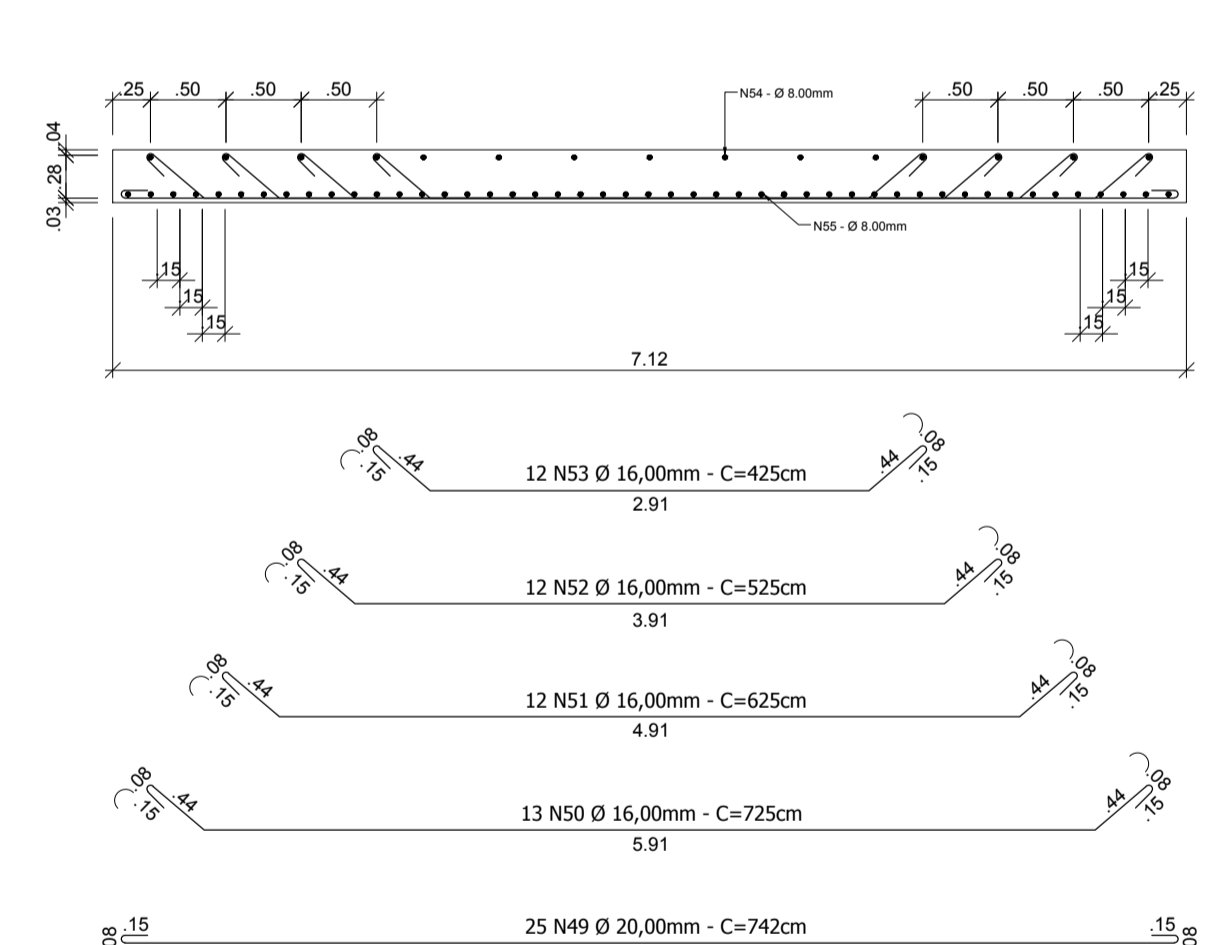 .25 .50 .50 .50 .50 .50 .50 .25
N54 - Ø 8.00mm
.04
.28
.03
N55 - Ø 8.00mm
.15 .15
.15 .15
.15 .15
7.12
.08 .15 .44 12 N53 Ø 16,00mm - C=425cm .44 .08 .15
2.91
.08 .15 .44 12 N52 Ø 16,00mm - C=525cm .44 .08 .15
3.91
.08 .15 .44 12 N51 Ø 16,00mm - C=625cm .44 .08 .15
4.91
.08 .15 .44 13 N50 Ø 16,00mm - C=725cm .44 .08 .15
5.91
08 .15 25 N49 Ø 20,00mm - C=742cm .15 08